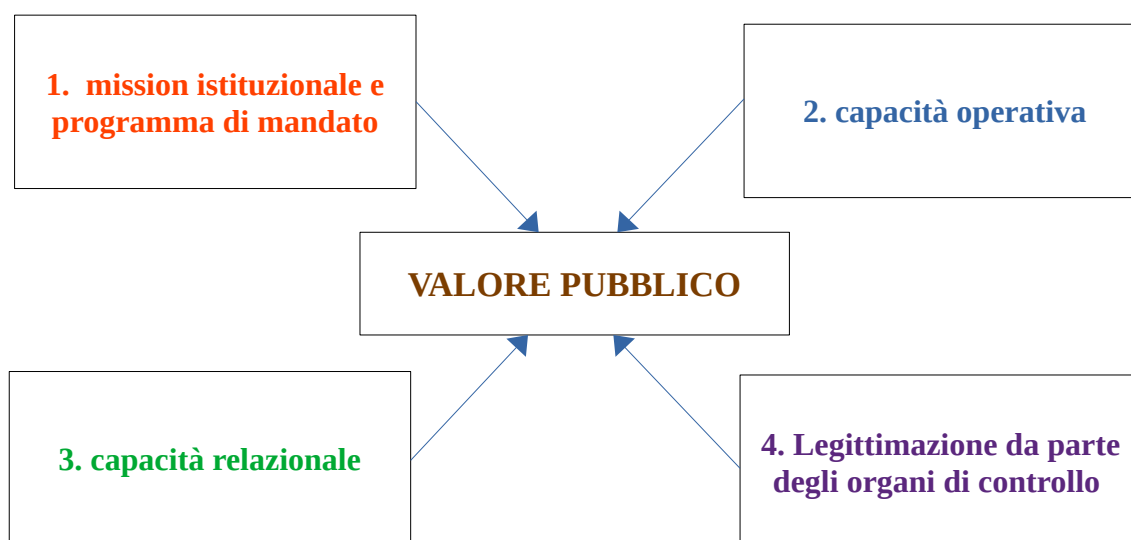 1. mission istituzionale e
programma di mandato
2. capacità operativa
VALORE PUBBLICO
3. capacità relazionale
4. Legittimazione da parte
degli organi di controllo